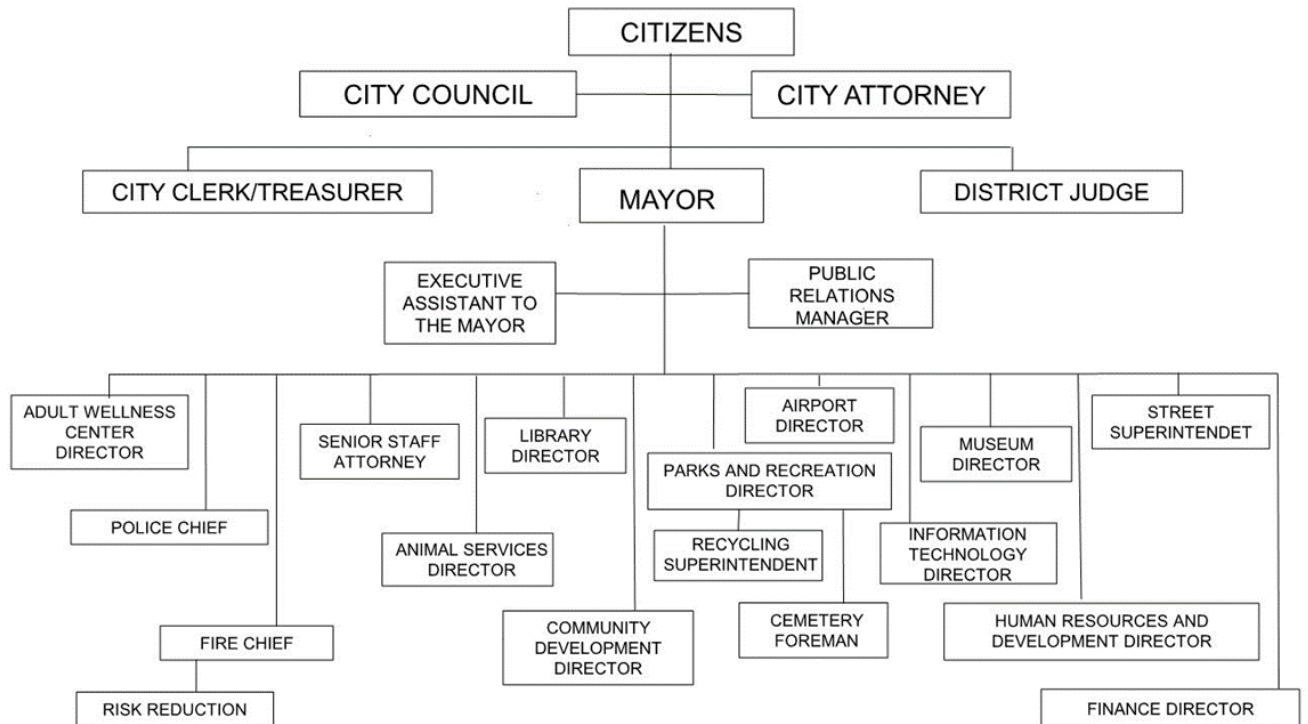 CITIZENS
CITY COUNCIL
CITY ATTORNEY
CITY CLERK/TREASURER
MAYOR
DISTRICT JUDGE
EXECUTIVE
ASSISTANT TO
THE MAYOR
PUBLIC
RELATIONS
MANAGER
ADULT WELLNESS
CENTER
DIRECTOR
POLICE CHIEF
FIRE CHIEF
RISK REDUCTION
SENIOR STAFF
ATTORNEY
ANIMAL SERVICES
DIRECTOR
LIBRARY
DIRECTOR
COMMUNITY
DEVELOPMENT
DIRECTOR
PARKS AND RECREATION
DIRECTOR
RECYCLING
SUPERINTENDENT
CEMETERY
FOREMAN
AIRPORT
DIRECTOR
INFORMATION
TECHNOLOGY
DIRECTOR
MUSEUM
DIRECTOR
HUMAN RESOURCES AND
DEVELOPMENT DIRECTOR
STREET
SUPERINTENDET
FINANCE DIRECTOR